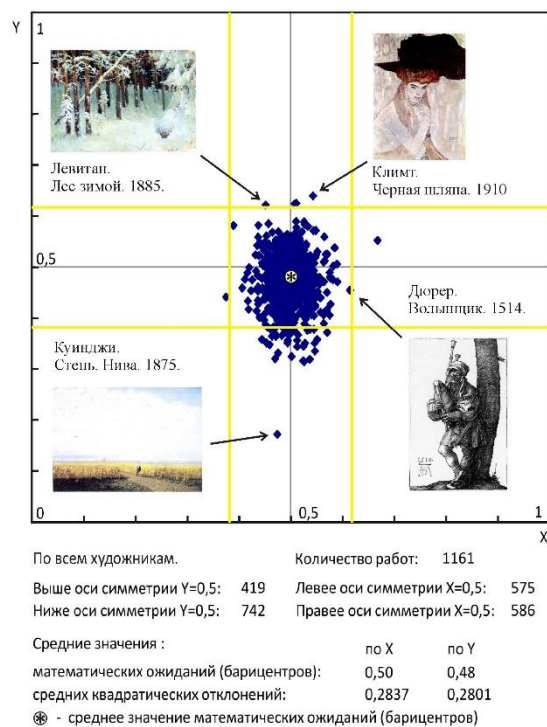 Y
1
Левитан.
Лес зимой. 1885.
Климт.
Черная шляпа. 1910
0,5
Дюрер.
Волынщик. 1514.
Куинджи.
Степь. Нива. 1875.
0
0,5
1
X
По всем художникам.
Количество работ: 1161
Выше оси симметрии Y=0,5: 419
Левее оси симметрии X=0,5: 575
Ниже оси симметрии Y=0,5: 742
Правее оси симметрии X=0,5: 586
Средние значения :
по X
по Y
математических ожиданий (барицентров): 0,50 0,48
средних квадратических отклонений: 0,2837 0,2801
⊛ - среднее значение математических ожиданий (барицентров)